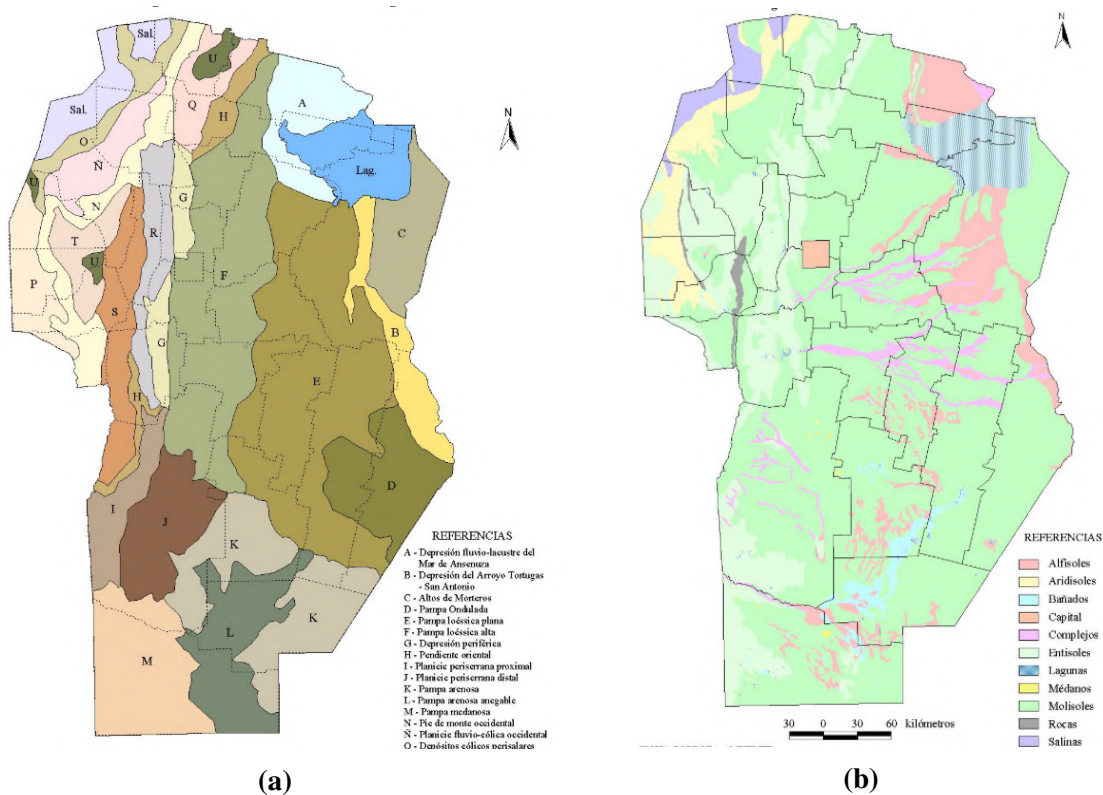 Sal.
U
N
Sal.
Q
A
H
O
Lag.
Ñ
U
G
N
R
C
T
F
U
P
S
B
G
E
H
D
I
J
K
K
L
M
REFERENCIAS
A - Depresión fluvio-lacustre del
Mar de Ansenuza
B - Depresión del Arroyo Tortugas
- San Antonio
C - Altos de Morteros
D - Pampa Ondulada
E - Pampa loéssica plana
F - Pampa loéssica alta
G - Depresión periférica
H - Pendiente oriental
I - Planicie periserrana proximal
J - Planicie periserrana distal
K - Pampa arenosa
L - Pampa arenosa anegable
M - Pampa medanosa
N - Pie de monte occidental
Ñ - Planicie fluvio-eólica occidental
O - Depósitos eólicos perisalares
(a)
N
REFERENCIAS
Alfisoles
Aridisoles
Bañados
Capital
Complejos
Entisoles
Lagunas
Médanos
Molisoles
Rocas
Salinas
30 0 30 60 kilómetros
(b)